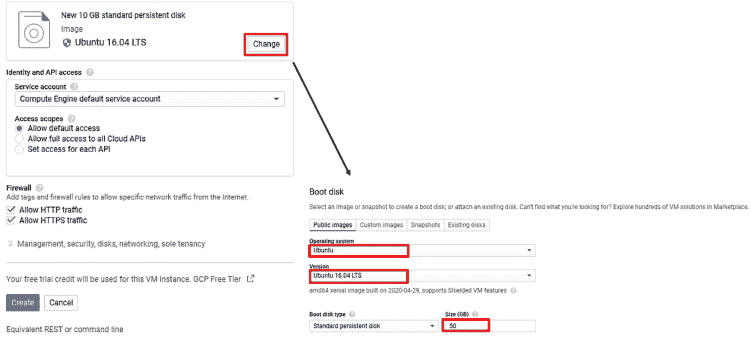 New 10 GB standard persistent disk
Image
Ubuntu 16.04 LTS
Change
Identity and API access
Service account
Compute Engine default service account
Access scopes
Allow default access
Allow full access to all Cloud APIs
Set access for each API
Firewall
Add tags and firewall rules to allow specific network traffic from the Internet.
Allow HTTP traffic
Allow HTTPS traffic
Management, security, disks, networking, sole tenancy
Your free trial credit will be used for this VM instance. GCP Free Tier
Create Cancel
Equivalent REST or command line
Boot disk
Select an image or snapshot to create a boot disk; or attach an existing disk. Can't find what you're looking for? Explore hundreds of VM solutions in Marketplace.
Public images Custom images Snapshots Existing disks
Operating system
Ubuntu
Version
Ubuntu 16.04 LTS
amd64 xenial image built on 2020-04-29, supports Shielded VM features
Boot disk type Size (GB)
Standard persistent disk 50